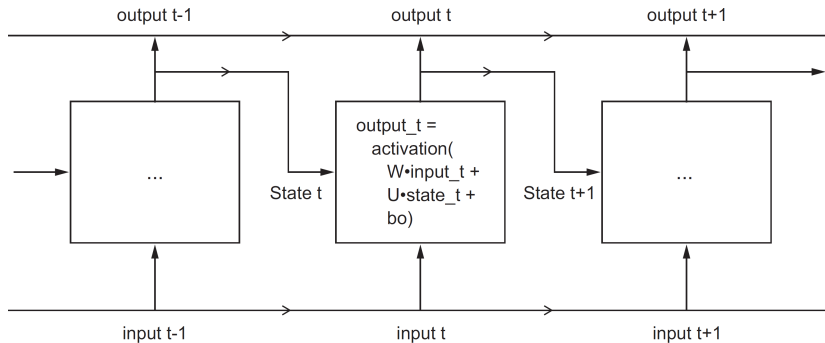 output t-1
output t
output t+1
...
output_t =
activation(
W•input_t +
U•state_t +
bo)
...
State t
State t+1
input t-1
input t
input t+1